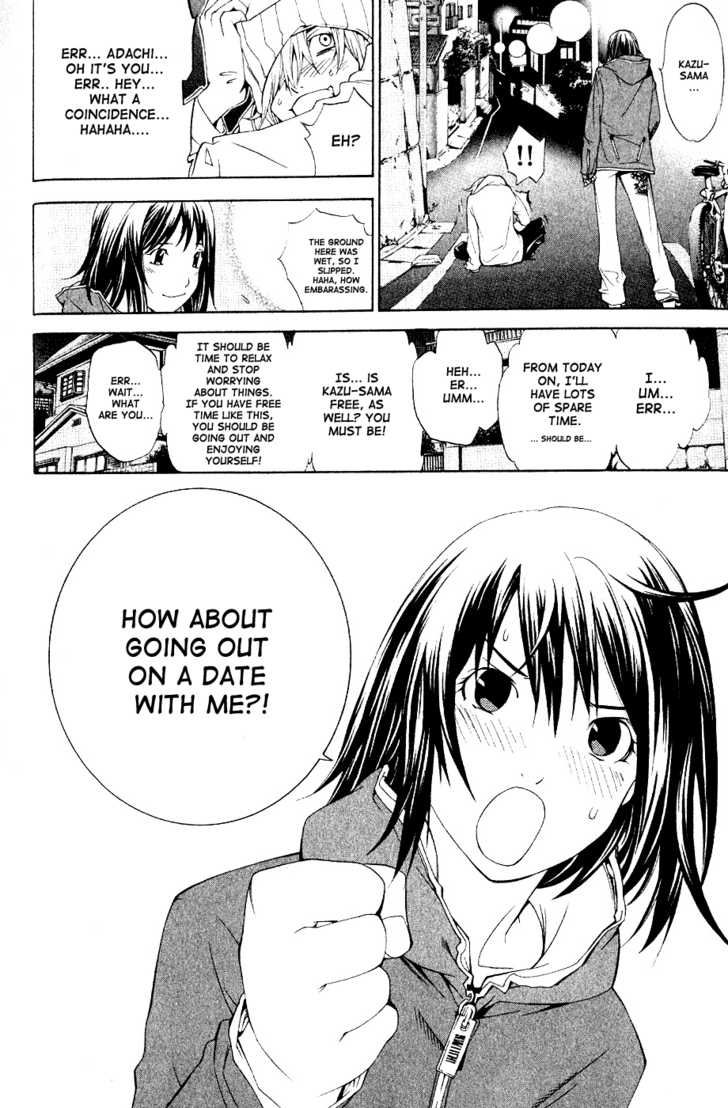 KAZU-
SAMA
...
!!
EH?
ERR... ADACHI...
OH IT'S YOU...
ERR.. HEY...
WHAT A
COINCIDENCE...
HAHAHA....
THE GROUND
HERE WAS
WET, SO I
SLIPPED.
HAHA, HOW
EMBARASSING.
I...
UM...
ERR...
FROM TODAY
ON, I'LL
HAVE LOTS
OF SPARE
TIME.
... SHOULD BE...
HEH...
ER...
UMM...
IS... IS
KAZU-SAMA
FREE, AS
WELL? YOU
MUST BE!
IT SHOULD BE
TIME TO RELAX
AND STOP
WORRYING
ABOUT THINGS.
IF YOU HAVE FREE
TIME LIKE THIS,
YOU SHOULD BE
GOING OUT AND
ENJOYING
YOURSELF!
ERR...
WAIT...
WHAT
ARE YOU...
HOW ABOUT
GOING OUT
ON A DATE
WITH ME?!